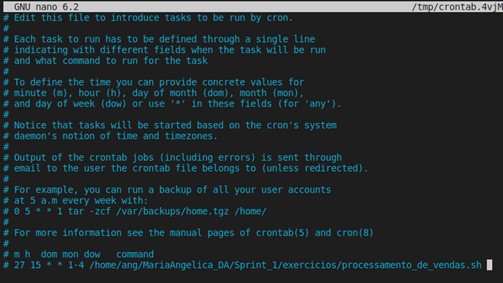 GNU nano 6.2 /tmp/crontab.4vjM
# Edit this file to introduce tasks to be run by cron.
#
# Each task to run has to be defined through a single line
# indicating with different fields when the task will be run
# and what command to run for the task
#
# To define the time you can provide concrete values for
# minute (m), hour (h), day of month (dom), month (mon),
# and day of week (dow) or use '*' in these fields (for 'any').
#
# Notice that tasks will be started based on the cron's system
# daemon's notion of time and timezones.
#
# Output of the crontab jobs (including errors) is sent through
# email to the user the crontab file belongs to (unless redirected).
#
# For example, you can run a backup of all your user accounts
# at 5 a.m every week with:
# 0 5 * * 1 tar -zcf /var/backups/home.tgz /home/
#
# For more information see the manual pages of crontab(5) and cron(8)
#
# m h  dom mon dow   command
# 27 15 * * 1-4 /home/ang/MariaAngelica_DA/Sprint_1/exercicios/processamento_de_vendas.sh